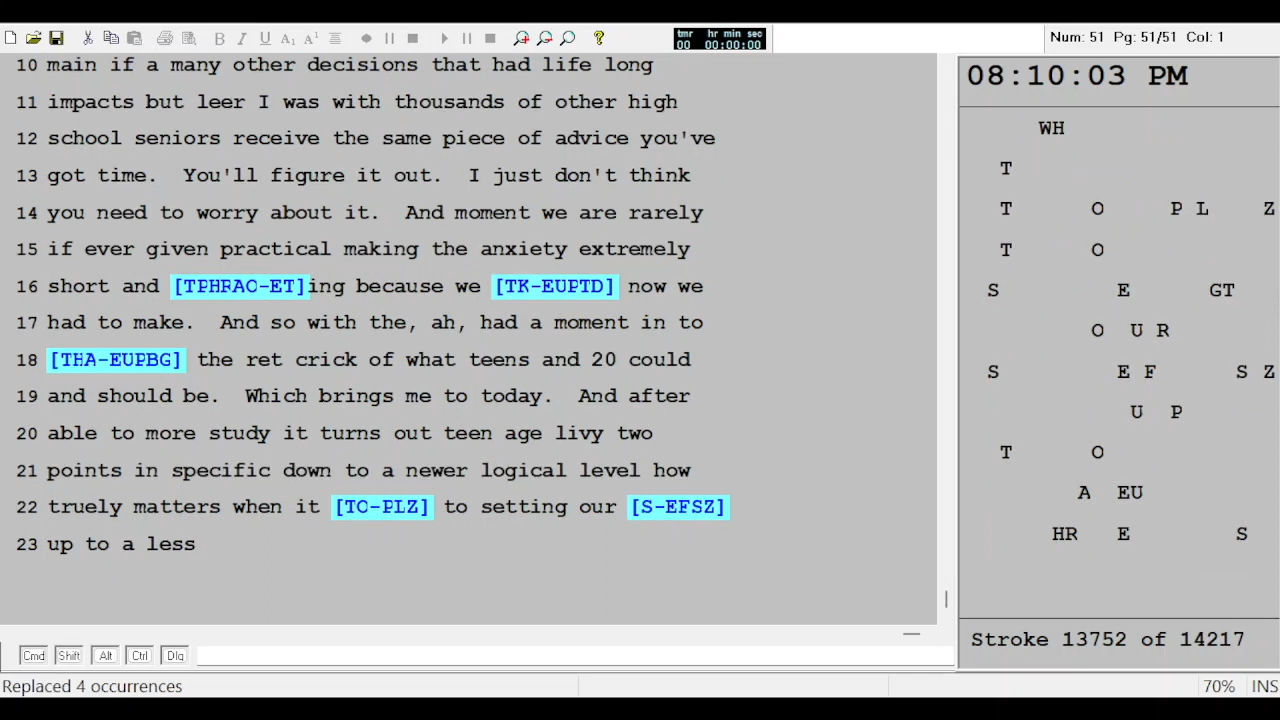 tmr hr min sec
00 00:00:00
Num: 51 Pg: 51/51 Col: 1
10 main if a many other decisions that had life long
11 impacts but leer I was with thousands of other high
12 school seniors receive the same piece of advice you've
13 got time. You'll figure it out. I just don't think
14 you need to worry about it. And moment we are rarely
15 if ever given practical making the anxiety extremely
16 short and [TPHRAO-ET]ing because we [TK-EUPTD] now we
17 had to make. And so with the, ah, had a moment in to
18 [THA-EUPBG] the ret crick of what teens and 20 could
19 and should be. Which brings me to today. And after
20 able to more study it turns out teen age livy two
21 points in specific down to a newer logical level how
22 truely matters when it [TO-PLZ] to setting our [S-EFSZ]
23 up to a less
08:10:03 PM
WH
T
T O P L Z
T O
S E GT
O U R
S E F S Z
U P
T O
A EU
HR E S
Stroke 13752 of 14217
Cmd Shift Alt Ctrl Dlg
Replaced 4 occurrences
70% INS